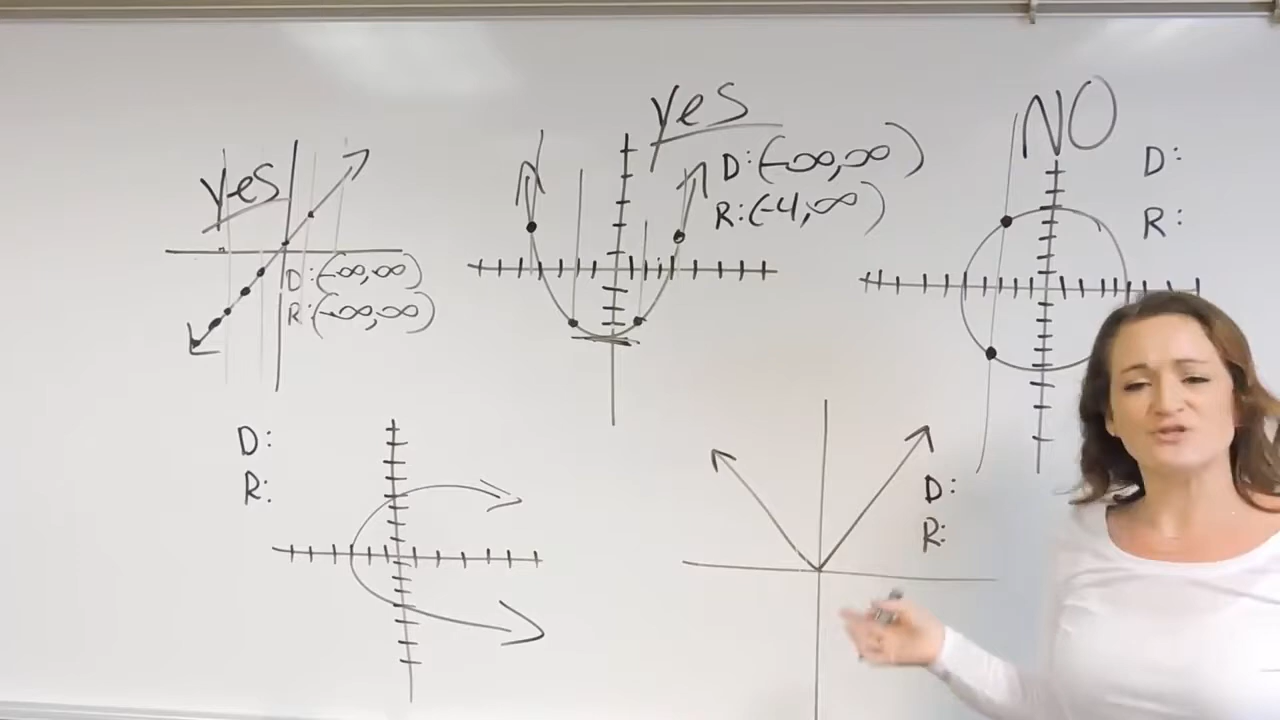 yes
D: (-∞,∞)
R: (-∞,∞)
yes
D: (-∞,∞)
R: (-4,∞)
NO
D:
R:
D:
R:
D:
R: